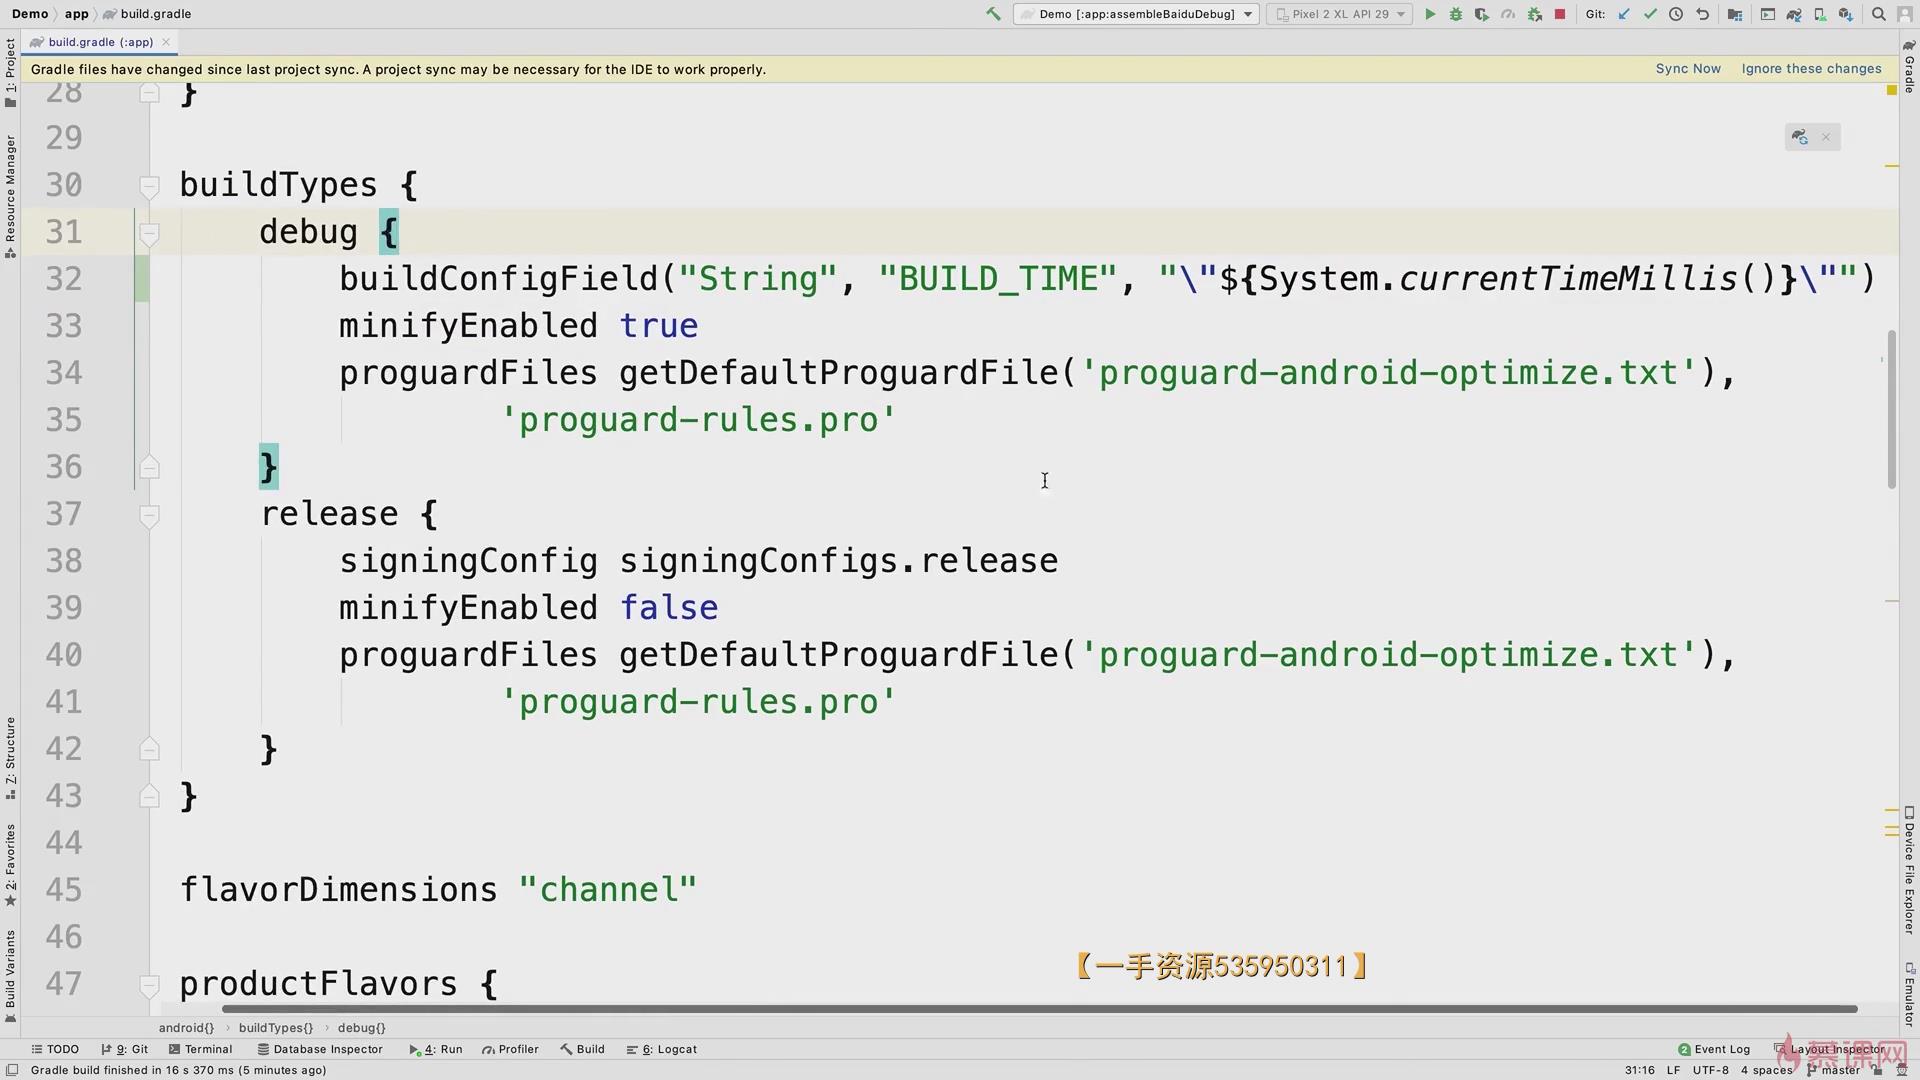 Demo › app › build.gradle
Demo [:app:assembleBaiduDebug]
Pixel 2 XL API 29
Git:
build.gradle (:app)
Gradle files have changed since last project sync. A project sync may be necessary for the IDE to work properly.
Sync Now
Ignore these changes
1: Project
Resource Manager
Z: Structure
2: Favorites
Build Variants
Gradle
Device File Explorer
Emulator
28 }
29
30 buildTypes {
31 debug {
32 buildConfigField("String", "BUILD_TIME", "\"${System.currentTimeMillis()}\"")
33 minifyEnabled true
34 proguardFiles getDefaultProguardFile('proguard-android-optimize.txt'),
35 'proguard-rules.pro'
36 }
37 release {
38 signingConfig signingConfigs.release
39 minifyEnabled false
40 proguardFiles getDefaultProguardFile('proguard-android-optimize.txt'),
41 'proguard-rules.pro'
42 }
43 }
44
45 flavorDimensions "channel"
46
47 productFlavors {
【一手资源535950311】
android{} › buildTypes{} › debug{}
TODO
9: Git
Terminal
Database Inspector
4: Run
Profiler
Build
6: Logcat
2 Event Log
Layout Inspector
慕课网
Gradle build finished in 16 s 370 ms (5 minutes ago)
31:16 LF UTF-8 4 spaces master